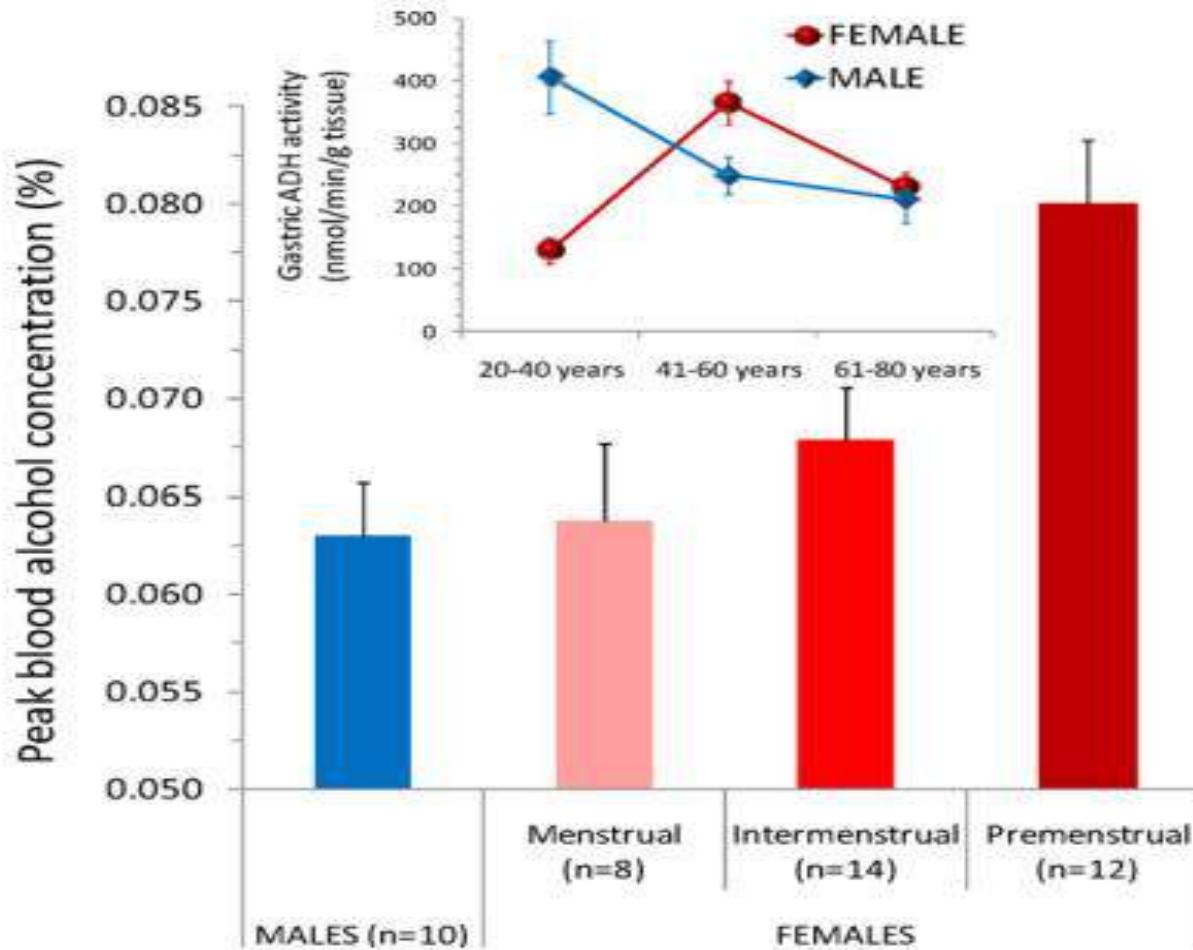 Peak blood alcohol concentration (%)
0.085
0.080
0.075
0.070
0.065
0.060
0.055
0.050
Gastric ADH activity
(nmol/min/g tissue)
500
400
300
200
100
0
FEMALE
MALE
20-40 years
41-60 years
61-80 years
Menstrual
(n=8)
Intermenstrual
(n=14)
Premenstrual
(n=12)
MALES (n=10)
FEMALES